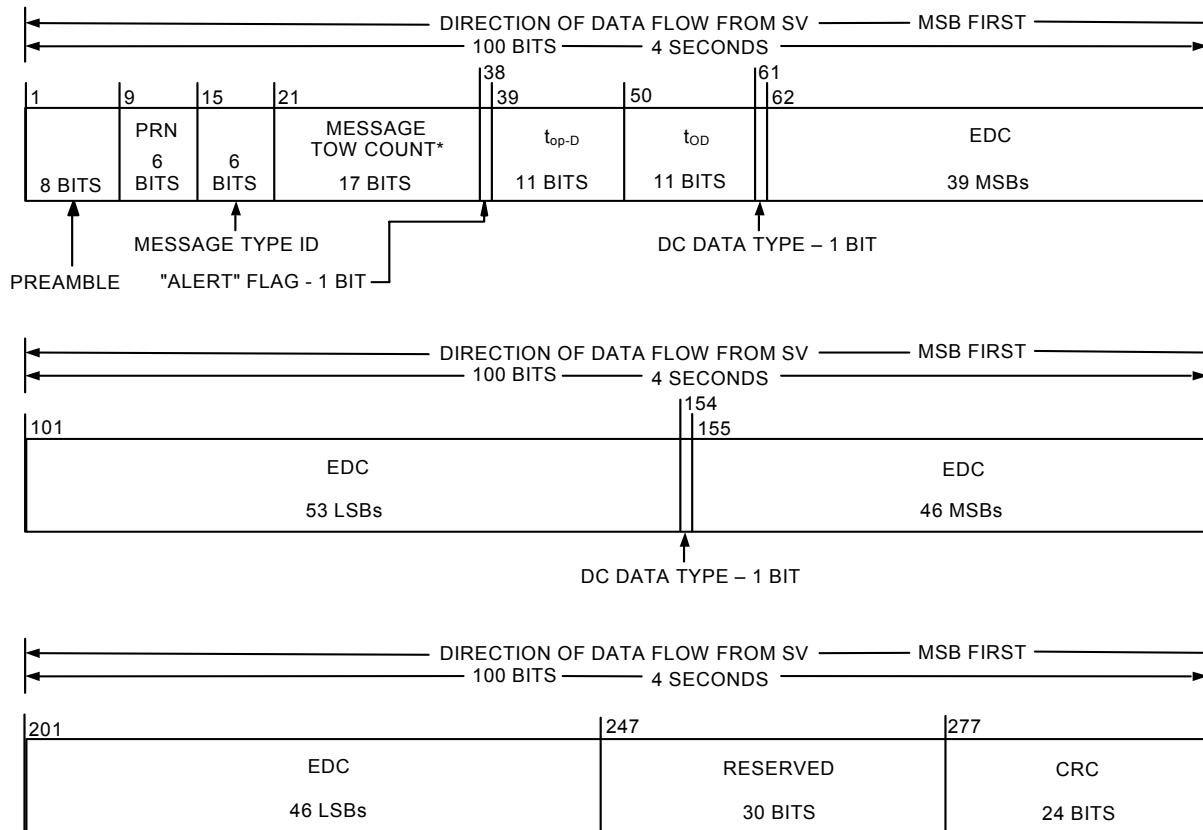 DIRECTION OF DATA FLOW FROM SV MSB FIRST
100 BITS 4 SECONDS
38 61
1 9 15 21 39 50 62
PRN MESSAGE t_op-D t_OD EDC
TOW COUNT*
6 6
8 BITS BITS BITS 17 BITS 11 BITS 11 BITS 39 MSBs
MESSAGE TYPE ID DC DATA TYPE – 1 BIT
PREAMBLE "ALERT" FLAG - 1 BIT
DIRECTION OF DATA FLOW FROM SV MSB FIRST
100 BITS 4 SECONDS
154
101 155
EDC EDC
53 LSBs 46 MSBs
DC DATA TYPE – 1 BIT
DIRECTION OF DATA FLOW FROM SV MSB FIRST
100 BITS 4 SECONDS
201 247 277
EDC RESERVED CRC
46 LSBs 30 BITS 24 BITS